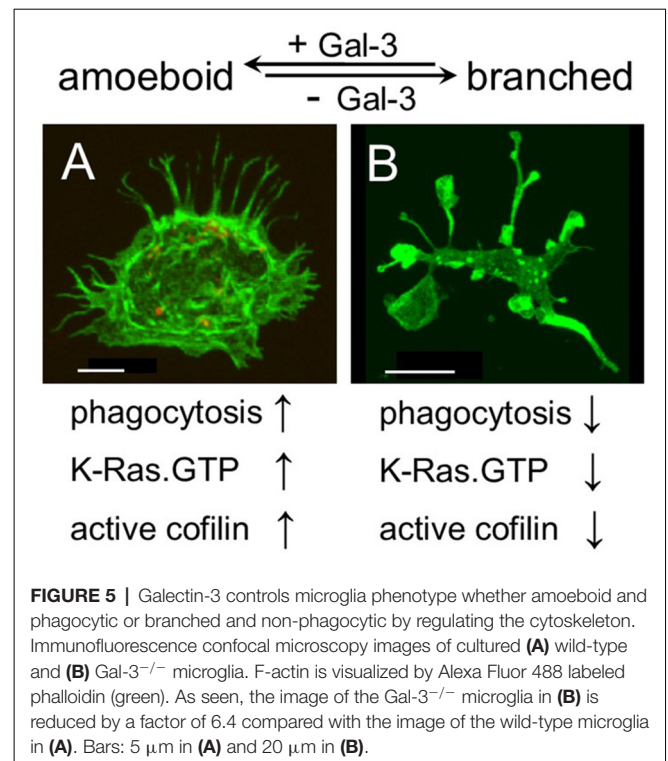 + Gal-3
amoeboid branched
- Gal-3
A B
phagocytosis ↑ phagocytosis ↓
K-Ras.GTP ↑ K-Ras.GTP ↓
active cofilin ↑ active cofilin ↓
FIGURE 5 | Galectin-3 controls microglia phenotype whether amoeboid and
phagocytic or branched and non-phagocytic by regulating the cytoskeleton.
Immunofluorescence confocal microscopy images of cultured (A) wild-type
and (B) Gal-3−/− microglia. F-actin is visualized by Alexa Fluor 488 labeled
phalloidin (green). As seen, the image of the Gal-3−/− microglia in (B) is
reduced by a factor of 6.4 compared with the image of the wild-type microglia
in (A). Bars: 5 μm in (A) and 20 μm in (B).